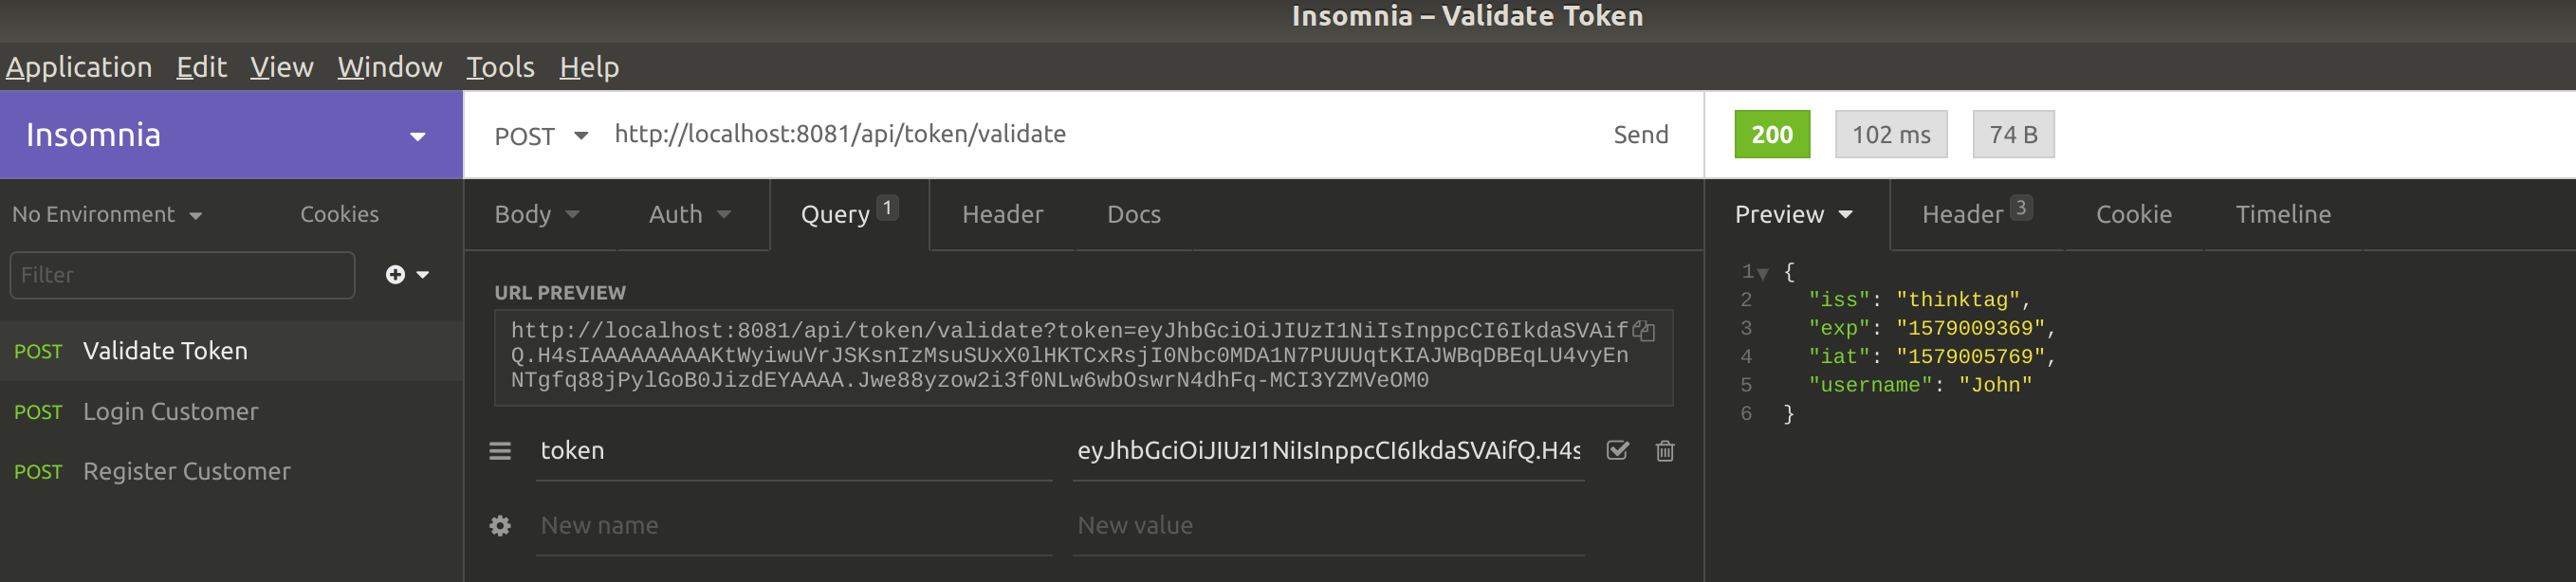 Insomnia – Validate Token
Application Edit View Window Tools Help
Insomnia
POST http://localhost:8081/api/token/validate Send
200 102 ms 74 B
No Environment Cookies
Body Auth Query 1 Header Docs
Preview Header 3 Cookie Timeline
Filter
POST Validate Token
POST Login Customer
POST Register Customer
URL PREVIEW
http://localhost:8081/api/token/validate?token=eyJhbGciOiJIUzI1NiIsInppcCI6IkdaSVAif
Q.H4sIAAAAAAAAAKtWyiwuVrJSKsnIzMsuSUxX0lHKTCxRsjI0Nbc0MDA1N7PUUUqtKIAJWBqDBEqLU4vyEn
NTgfq88jPylGoB0JizdEYAAAA.Jwe88yzow2i3f0NLw6wbOswrN4dhFq-MCI3YZMVeOM0
token eyJhbGciOiJIUzI1NiIsInppcCI6IkdaSVAifQ.H4s
New name New value
1 {
2 "iss": "thinktag",
3 "exp": "1579009369",
4 "iat": "1579005769",
5 "username": "John"
6 }